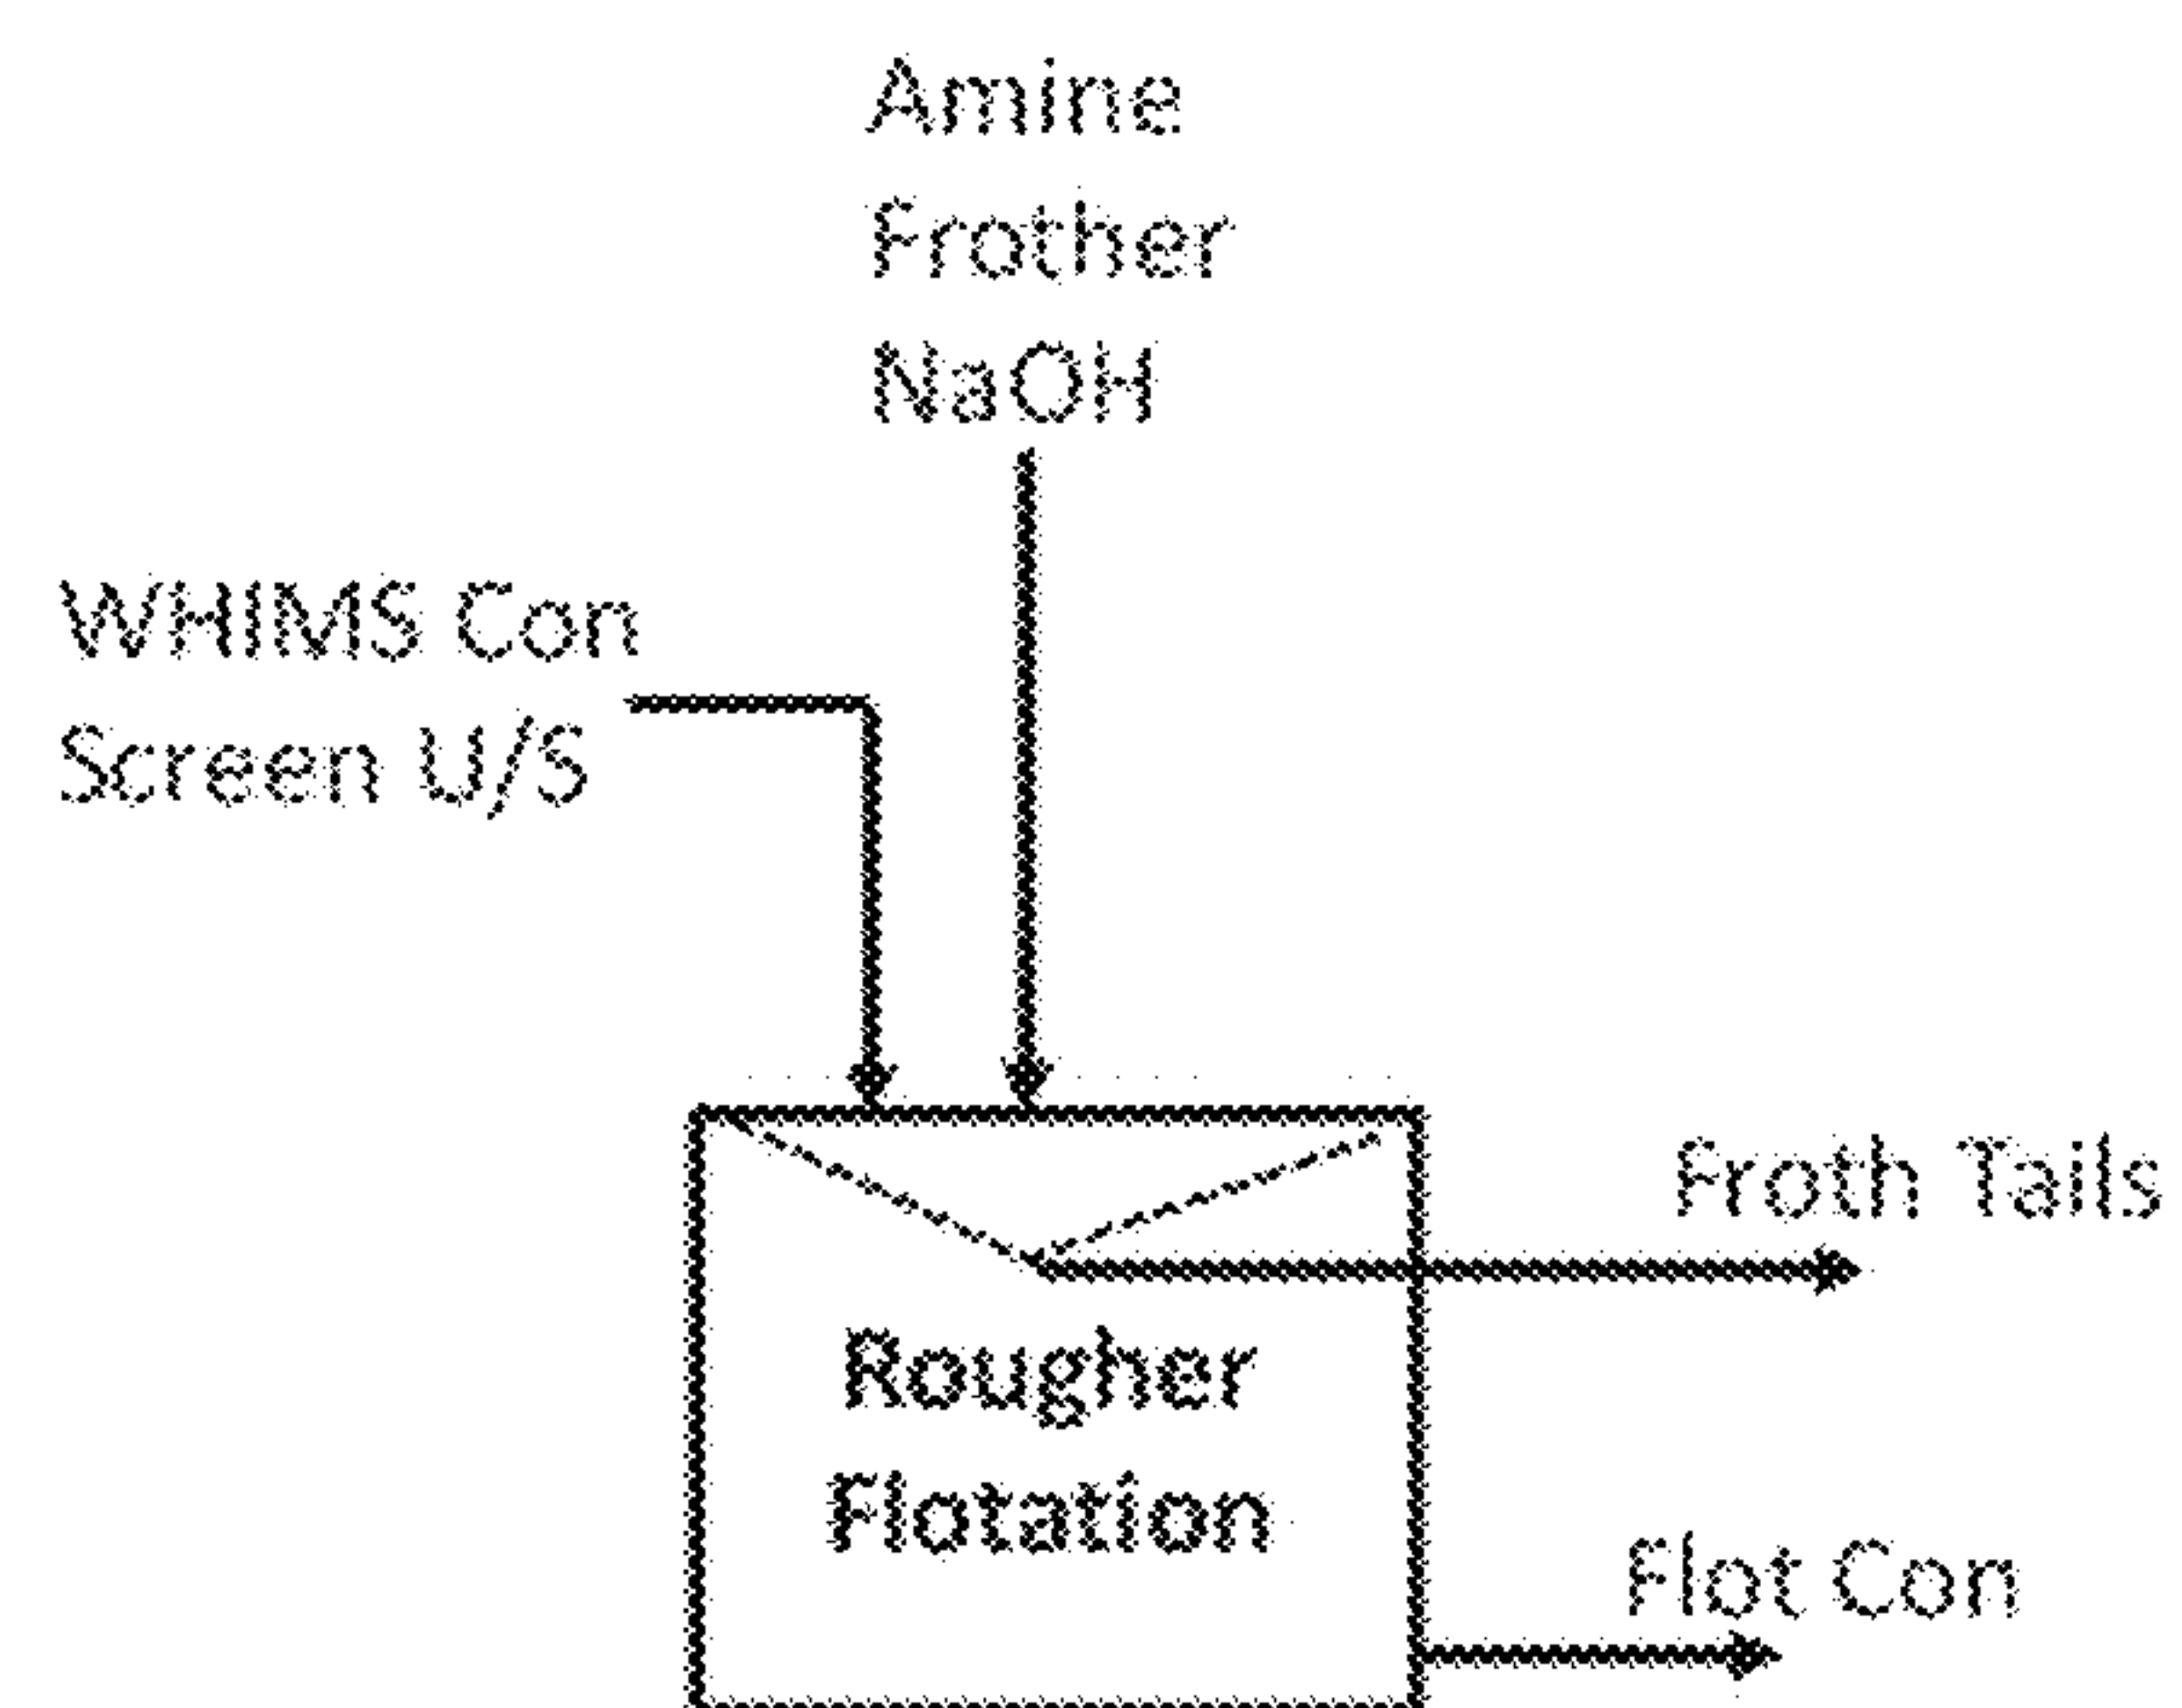 Amine
Frother
NaOH
WHIMS Con
Screen U/S
Froth Tails
Rougher
Flotation
Flot Con